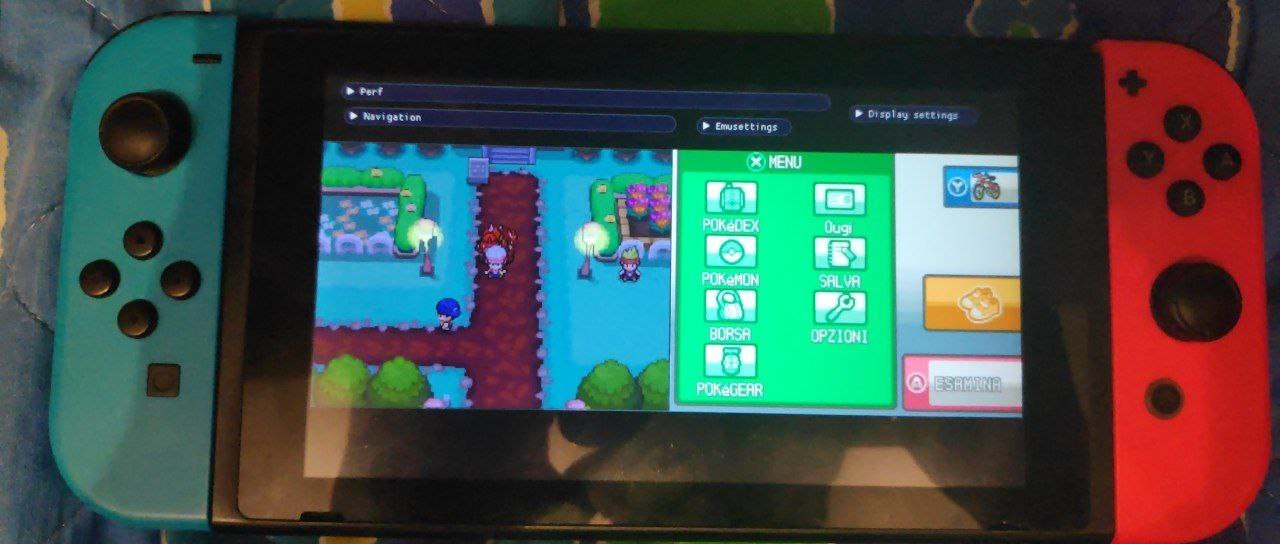 Perf
Navigation
Emusettings
Display settings
X MENU
POKéDEX
Ougi
POKéMON
SALVA
BORSA
OPZIONI
POKéGEAR
Y
A ESAMINA
X
Y
A
B